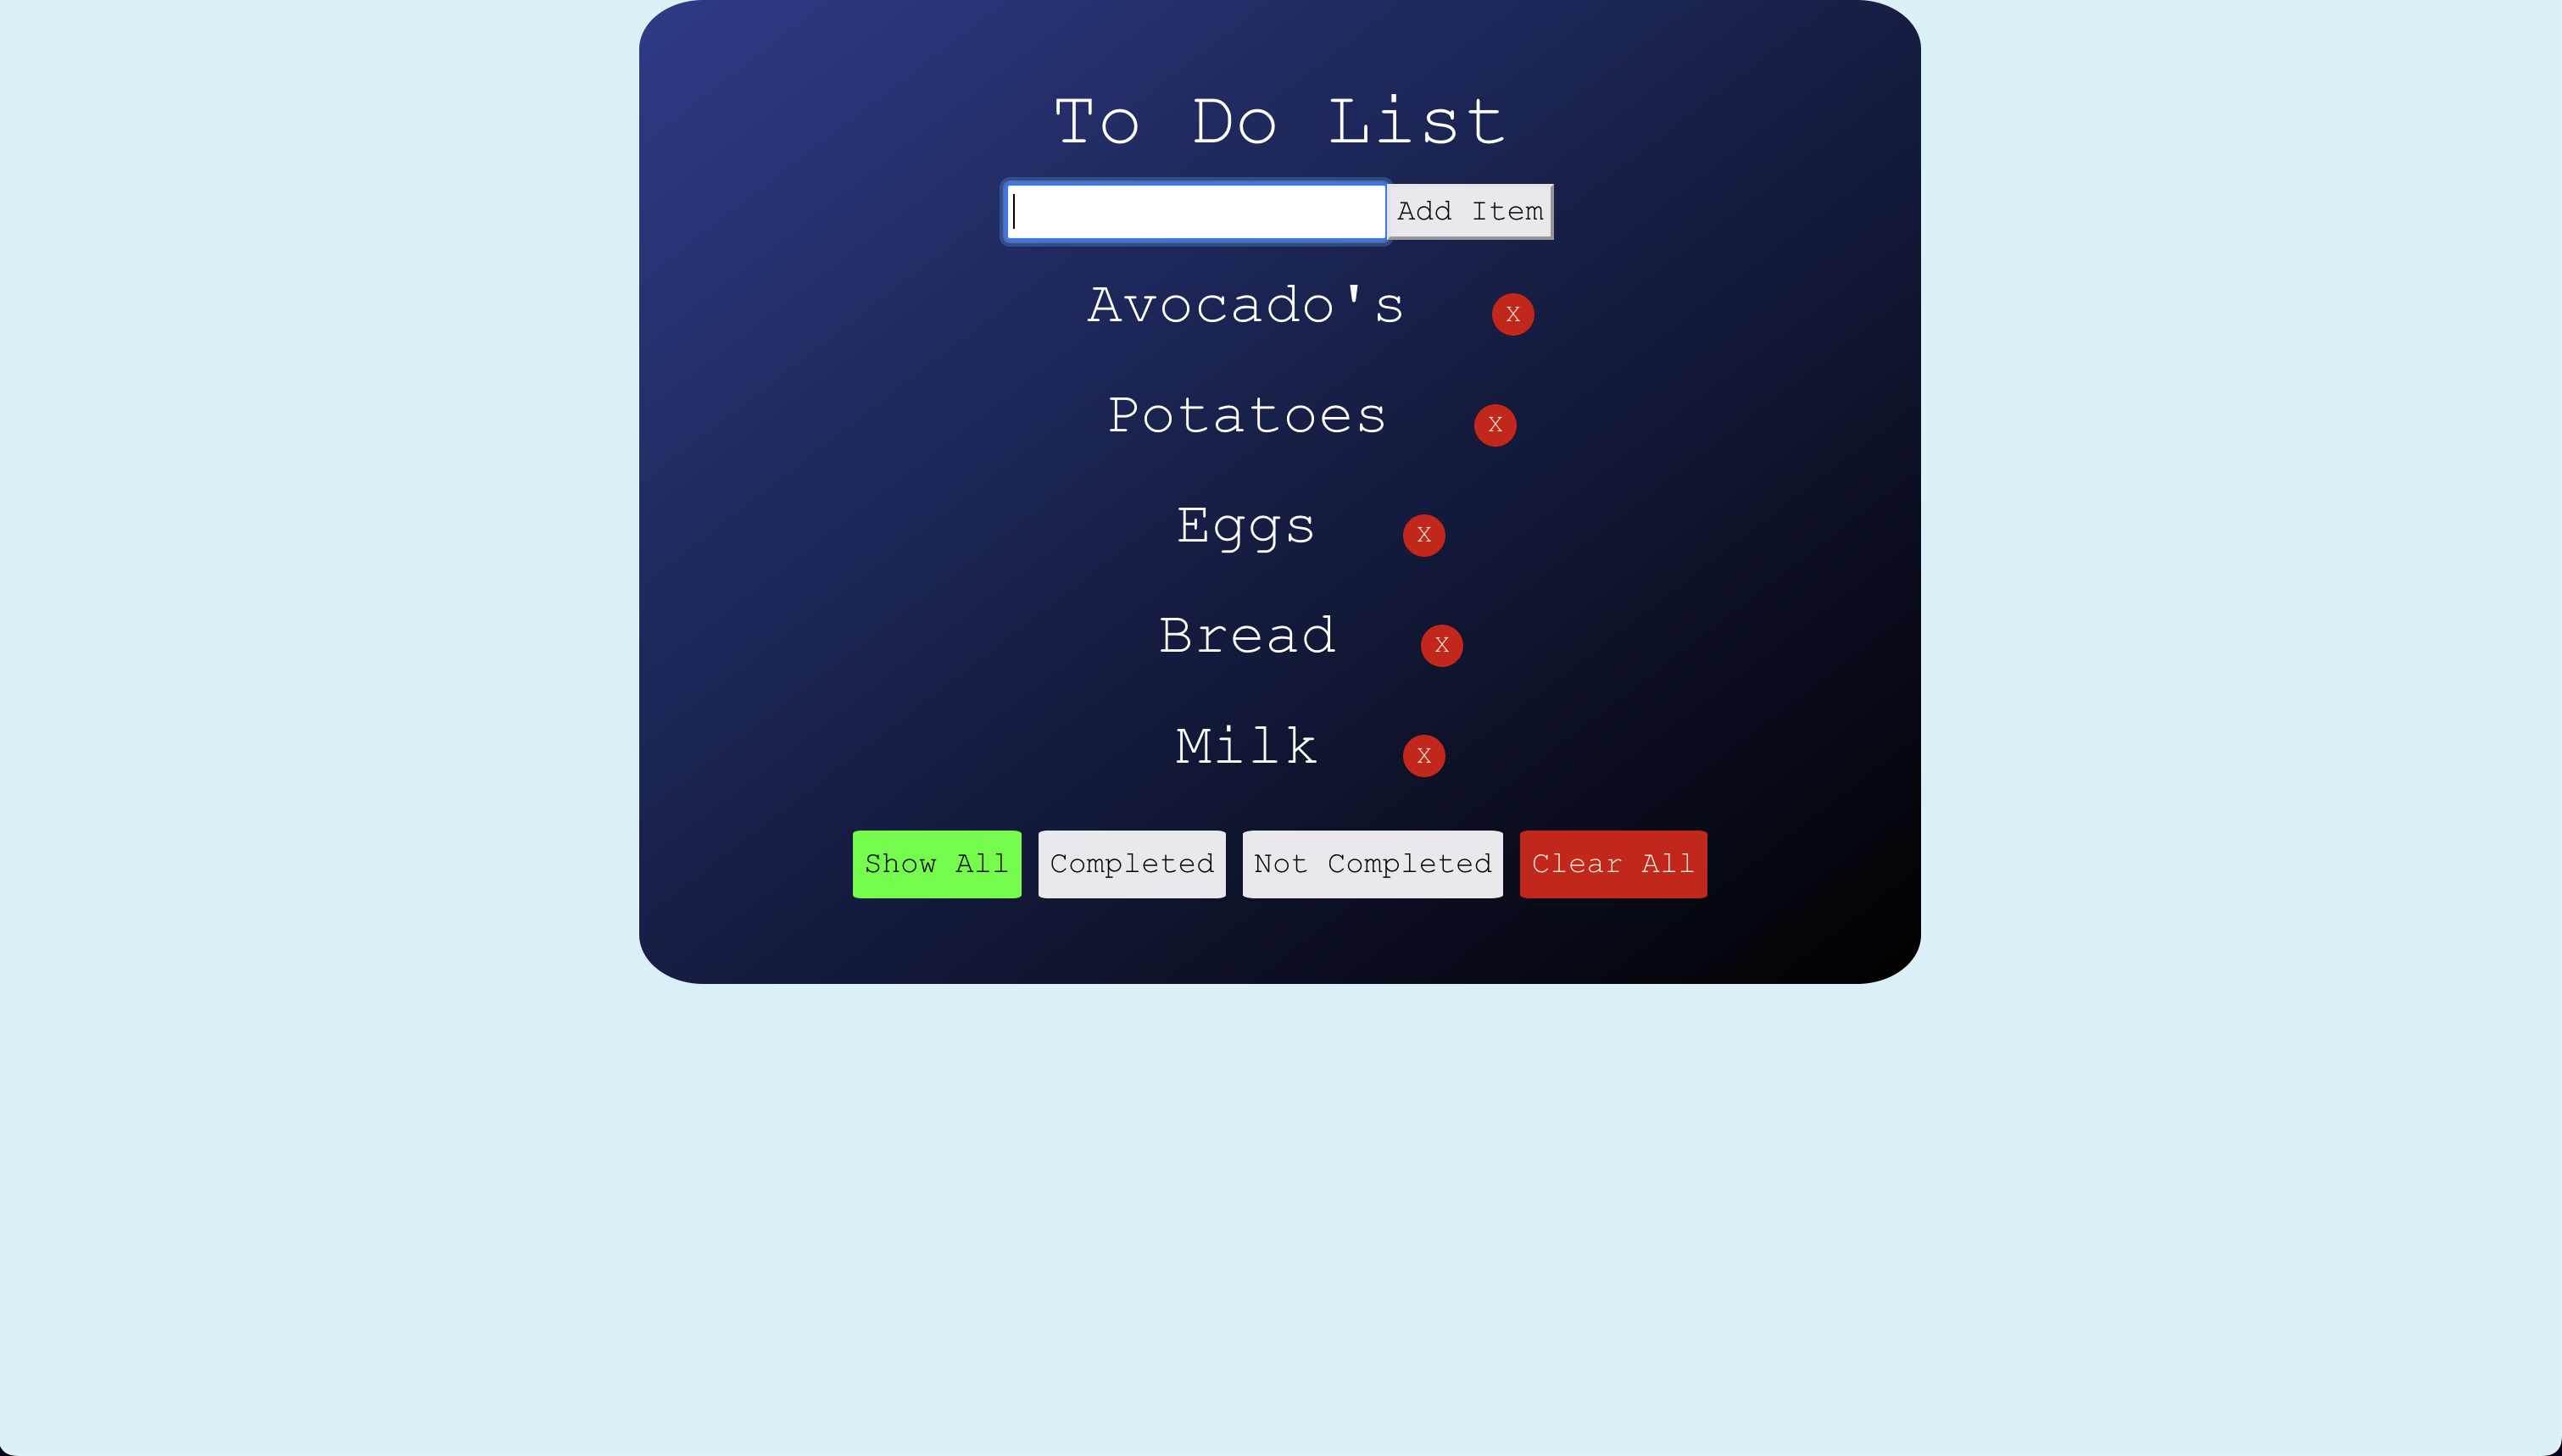 To Do List
Add Item
Avocado's X
Potatoes X
Eggs X
Bread X
Milk X
Show All Completed Not Completed Clear All